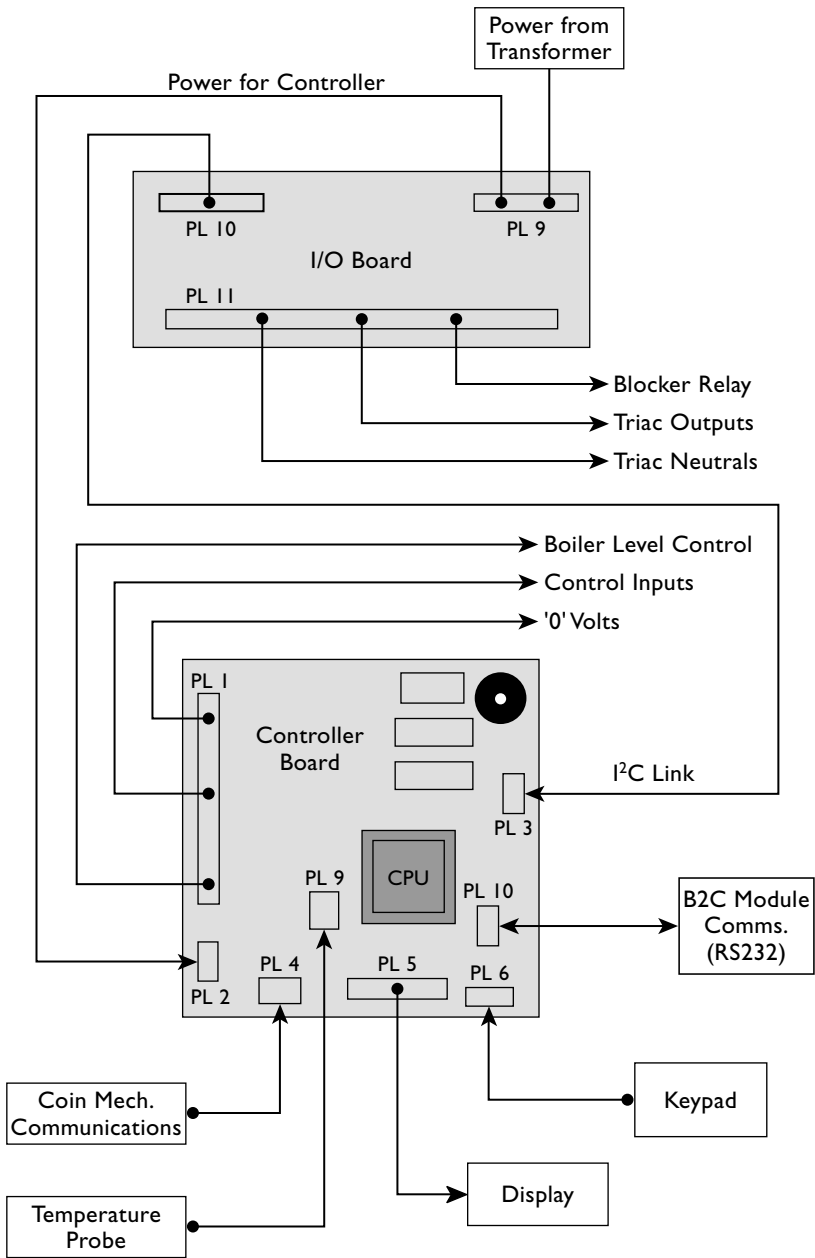 Power from
Transformer
Power for Controller
PL 10
PL 9
I/O Board
PL 11
Blocker Relay
Triac Outputs
Triac Neutrals
Boiler Level Control
Control Inputs
'0' Volts
PL 1
Controller
Board
I²C Link
PL 3
CPU
PL 9
PL 10
B2C Module
Comms.
(RS232)
PL 4
PL 5
PL 6
PL 2
Coin Mech.
Communications
Keypad
Display
Temperature
Probe